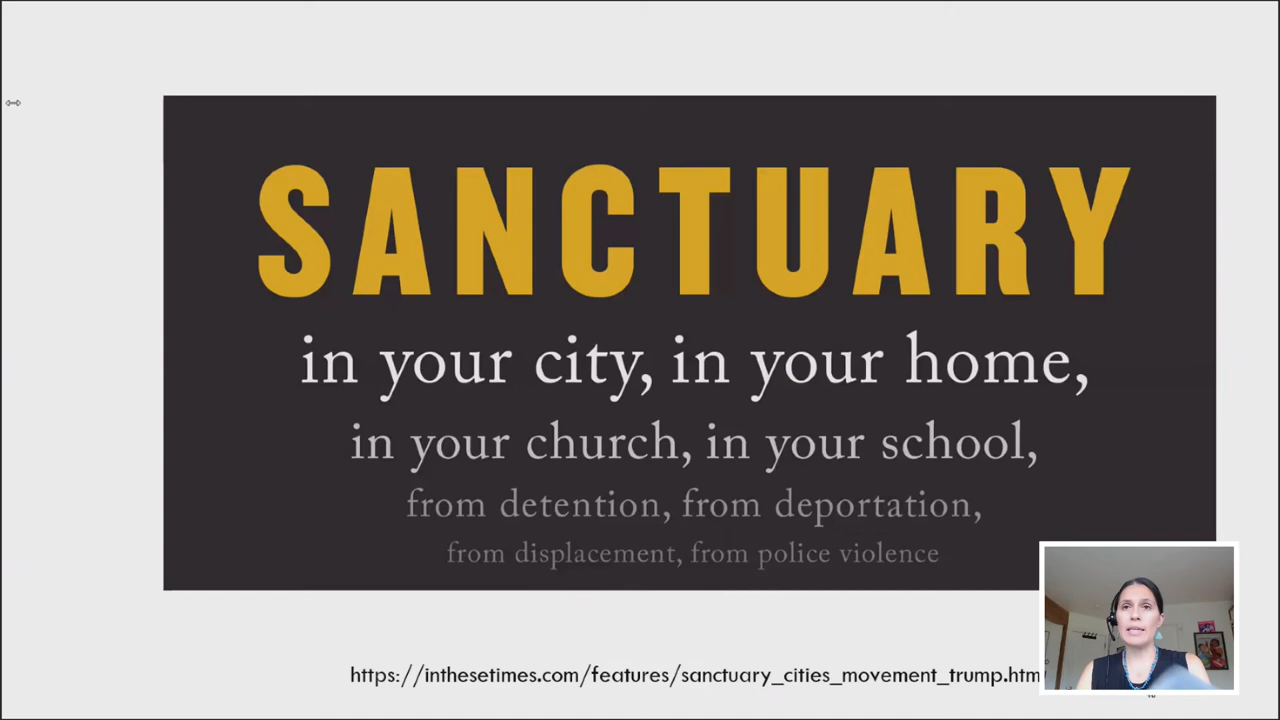 SANCTUARY
in your city, in your home,
in your church, in your school,
from detention, from deportation,
from displacement, from police violence
https://inthesetimes.com/features/sanctuary_cities_movement_trump.htm